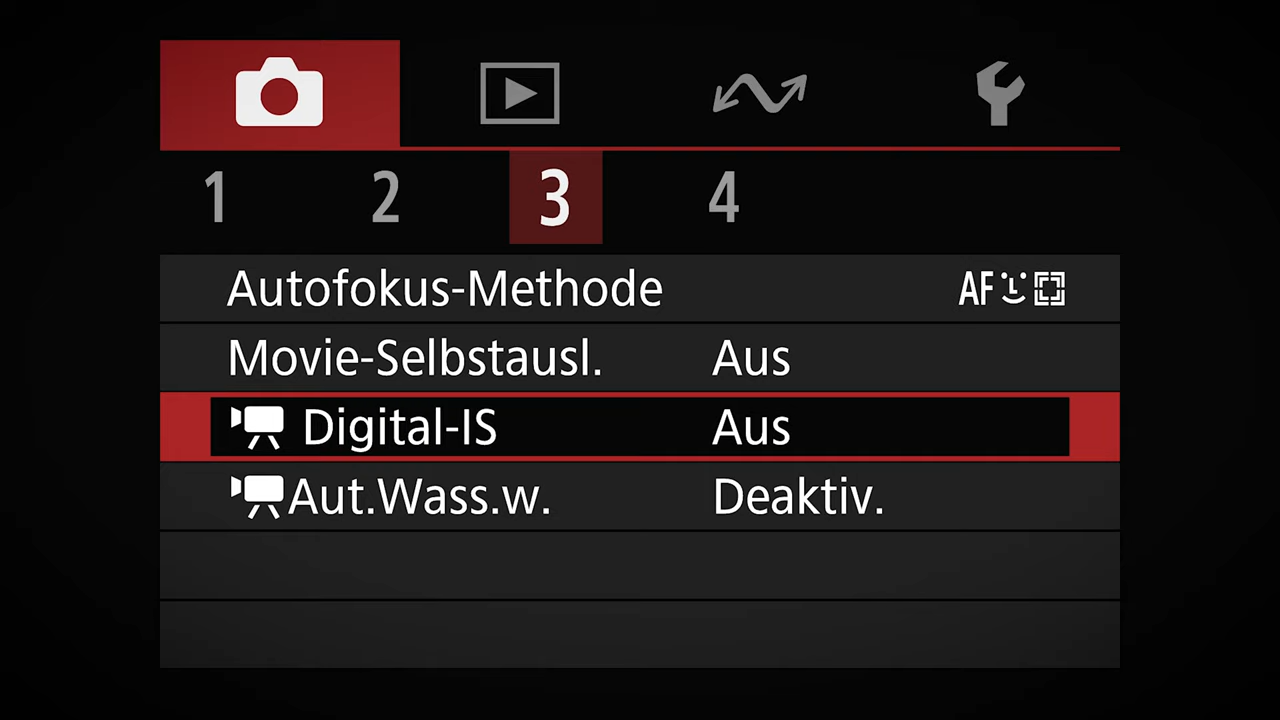 1 2 3 4
Autofokus-Methode AF
Movie-Selbstausl. Aus
Digital-IS Aus
Aut.Wass.w. Deaktiv.